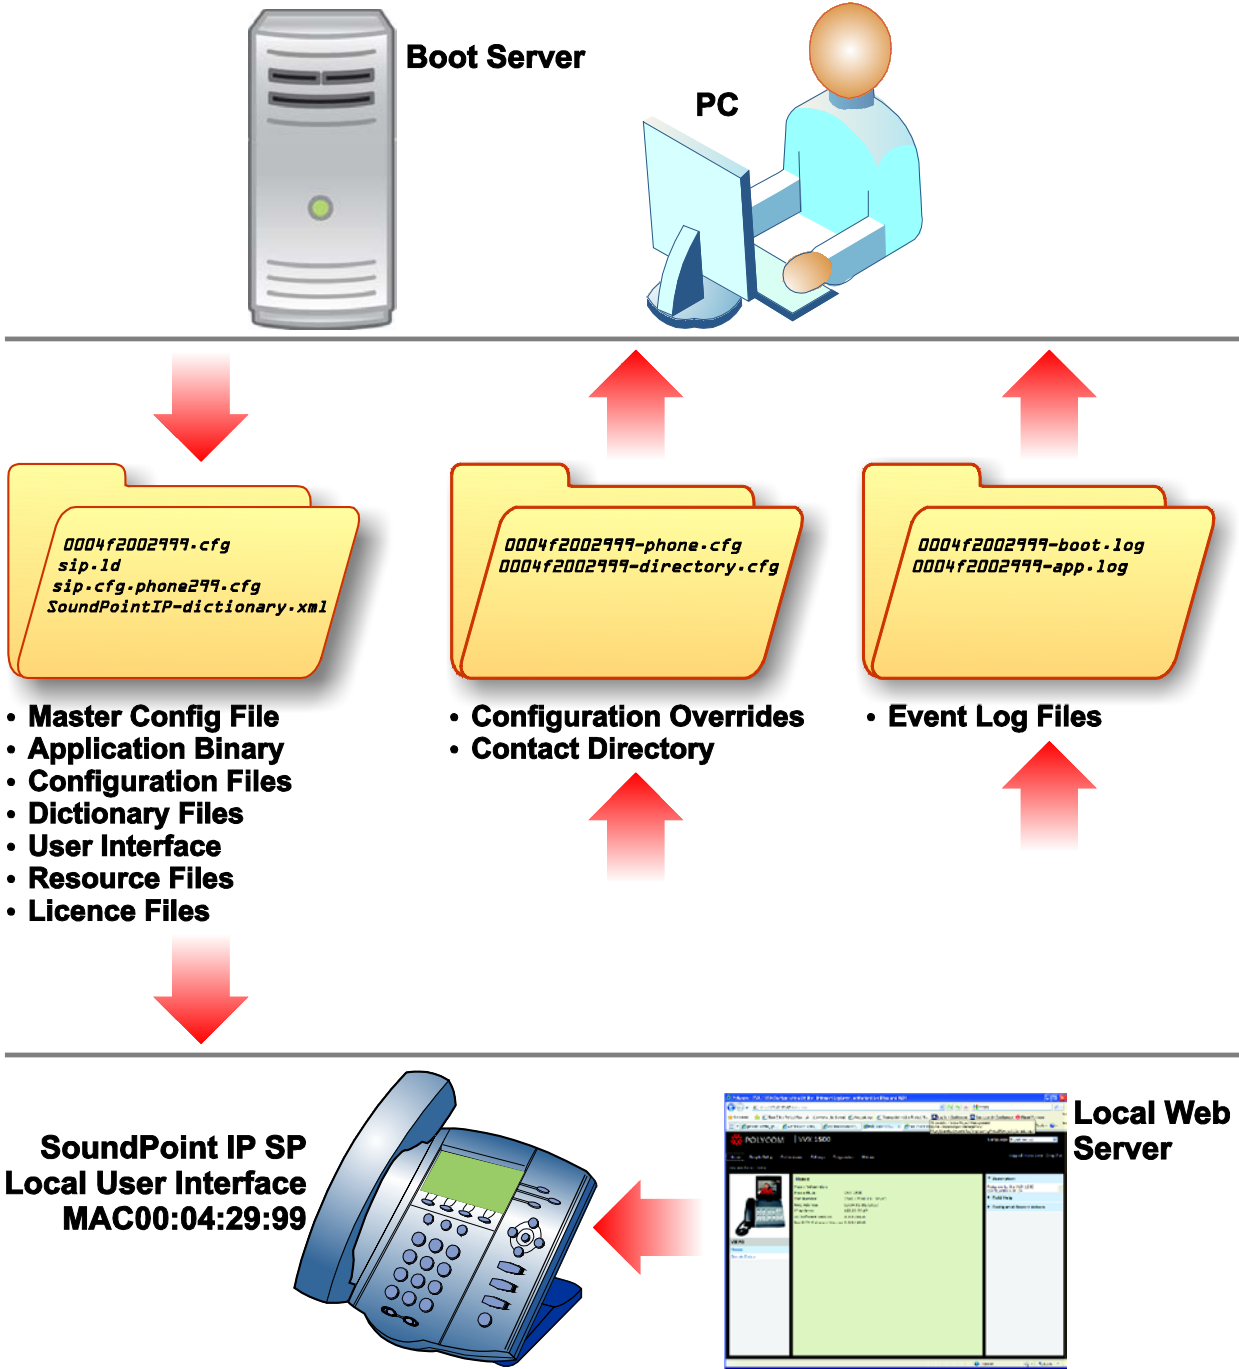 Boot Server
PC
0004f2002999.cfg
sip.ld
sip.cfg.phone299.cfg
SoundPointIP-dictionary.xml
0004f2002999-phone.cfg
0004f2002999-directory.cfg
0004f2002999-boot.log
0004f2002999-app.log
• Master Config File
• Application Binary
• Configuration Files
• Dictionary Files
• User Interface
• Resource Files
• Licence Files
• Configuration Overrides
• Contact Directory
• Event Log Files
SoundPoint IP SP
Local User Interface
MAC00:04:29:99
POLYCOM VVX 1500
Local Web
Server